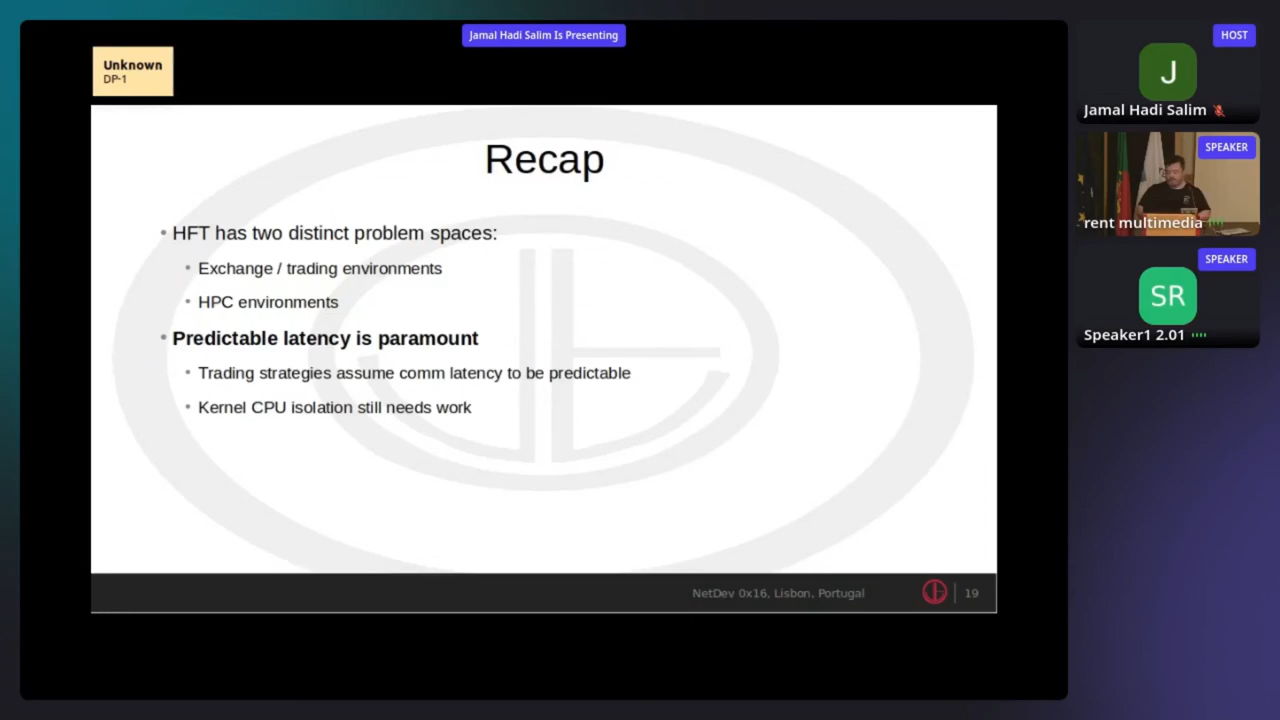 Jamal Hadi Salim Is Presenting
Unknown
DP-1
Recap
• HFT has two distinct problem spaces:
• Exchange / trading environments
• HPC environments
• Predictable latency is paramount
• Trading strategies assume comm latency to be predictable
• Kernel CPU isolation still needs work
NetDev 0x16, Lisbon, Portugal
19
HOST
J
Jamal Hadi Salim
SPEAKER
rent multimedia
SPEAKER
SR
Speaker1 2.01